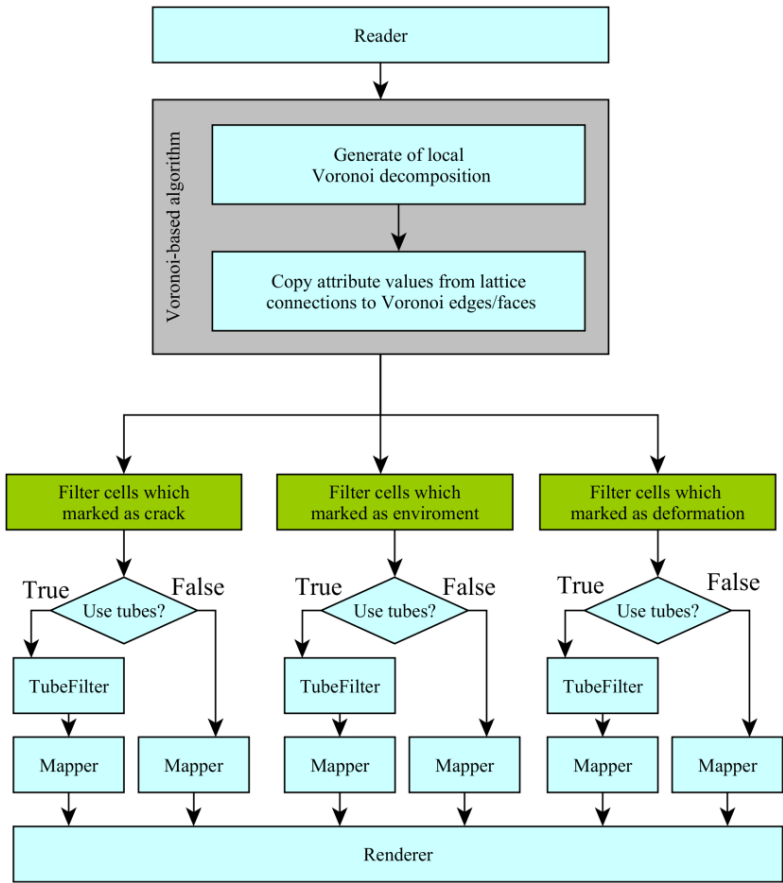 Reader
Voronoi-based algorithm
Generate of local
Voronoi decomposition
Copy attribute values from lattice
connections to Voronoi edges/faces
Filter cells which
marked as crack
Filter cells which
marked as enviroment
Filter cells which
marked as deformation
True
Use tubes?
False
True
Use tubes?
False
True
Use tubes?
False
TubeFilter
TubeFilter
TubeFilter
Mapper
Mapper
Mapper
Mapper
Mapper
Mapper
Renderer